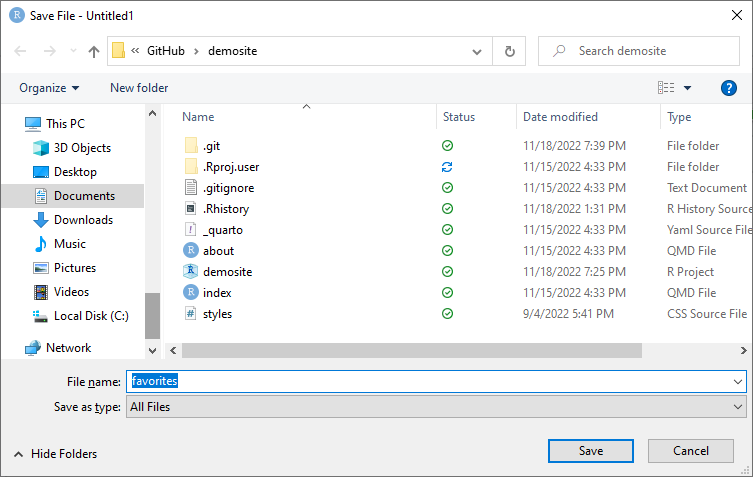 Save File - Untitled1
« GitHub › demosite
Search demosite
Organize
New folder
?
This PC
3D Objects
Desktop
Documents
Downloads
Music
Pictures
Videos
Local Disk (C:)
Network
Name Status Date modified Type
.git 11/18/2022 7:39 PM File folder
.Rproj.user 11/15/2022 4:33 PM File folder
.gitignore 11/15/2022 4:33 PM Text Document
.Rhistory 11/18/2022 1:31 PM R History Source
_quarto 11/15/2022 4:33 PM Yaml Source File
about 11/15/2022 4:33 PM QMD File
demosite 11/18/2022 7:25 PM R Project
index 11/15/2022 4:33 PM QMD File
styles 9/4/2022 5:41 PM CSS Source File
File name: favorites
Save as type: All Files
Hide Folders
Save
Cancel